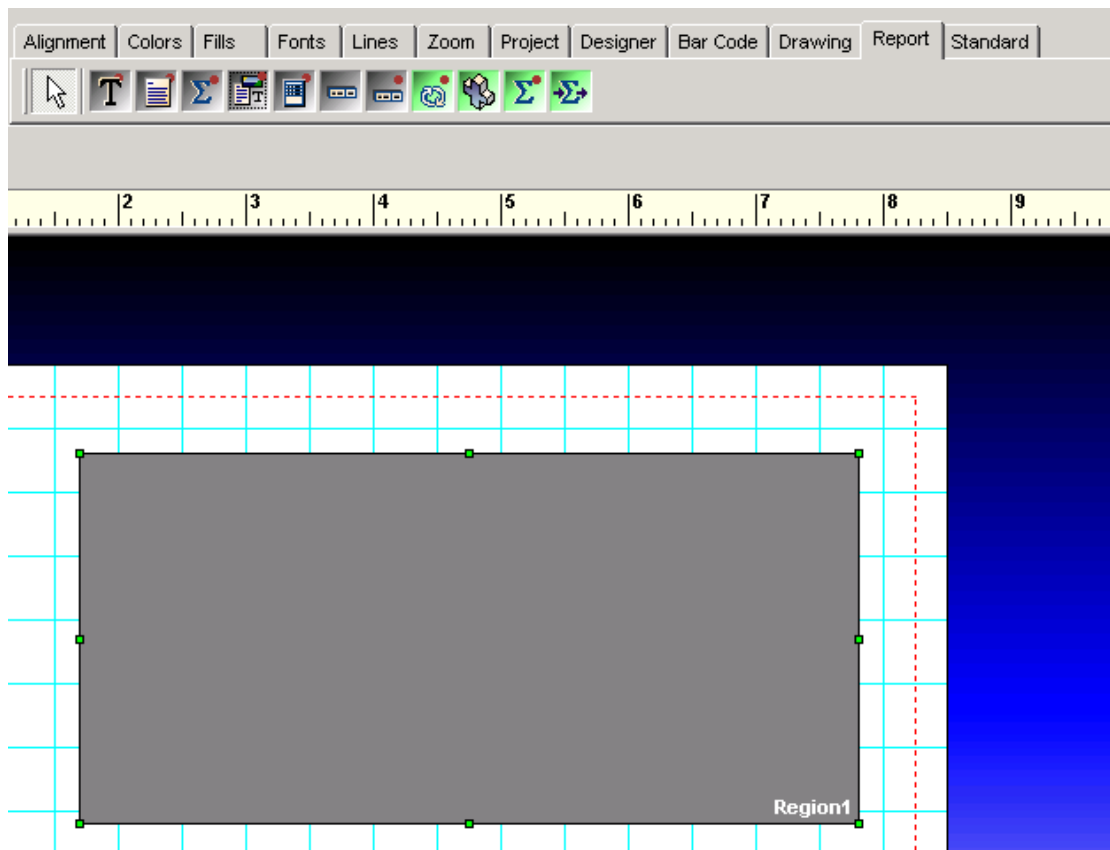 Alignment Colors Fills Fonts Lines Zoom Project Designer Bar Code Drawing Report Standard
2 3 4 5 6 7 8 9
Region1